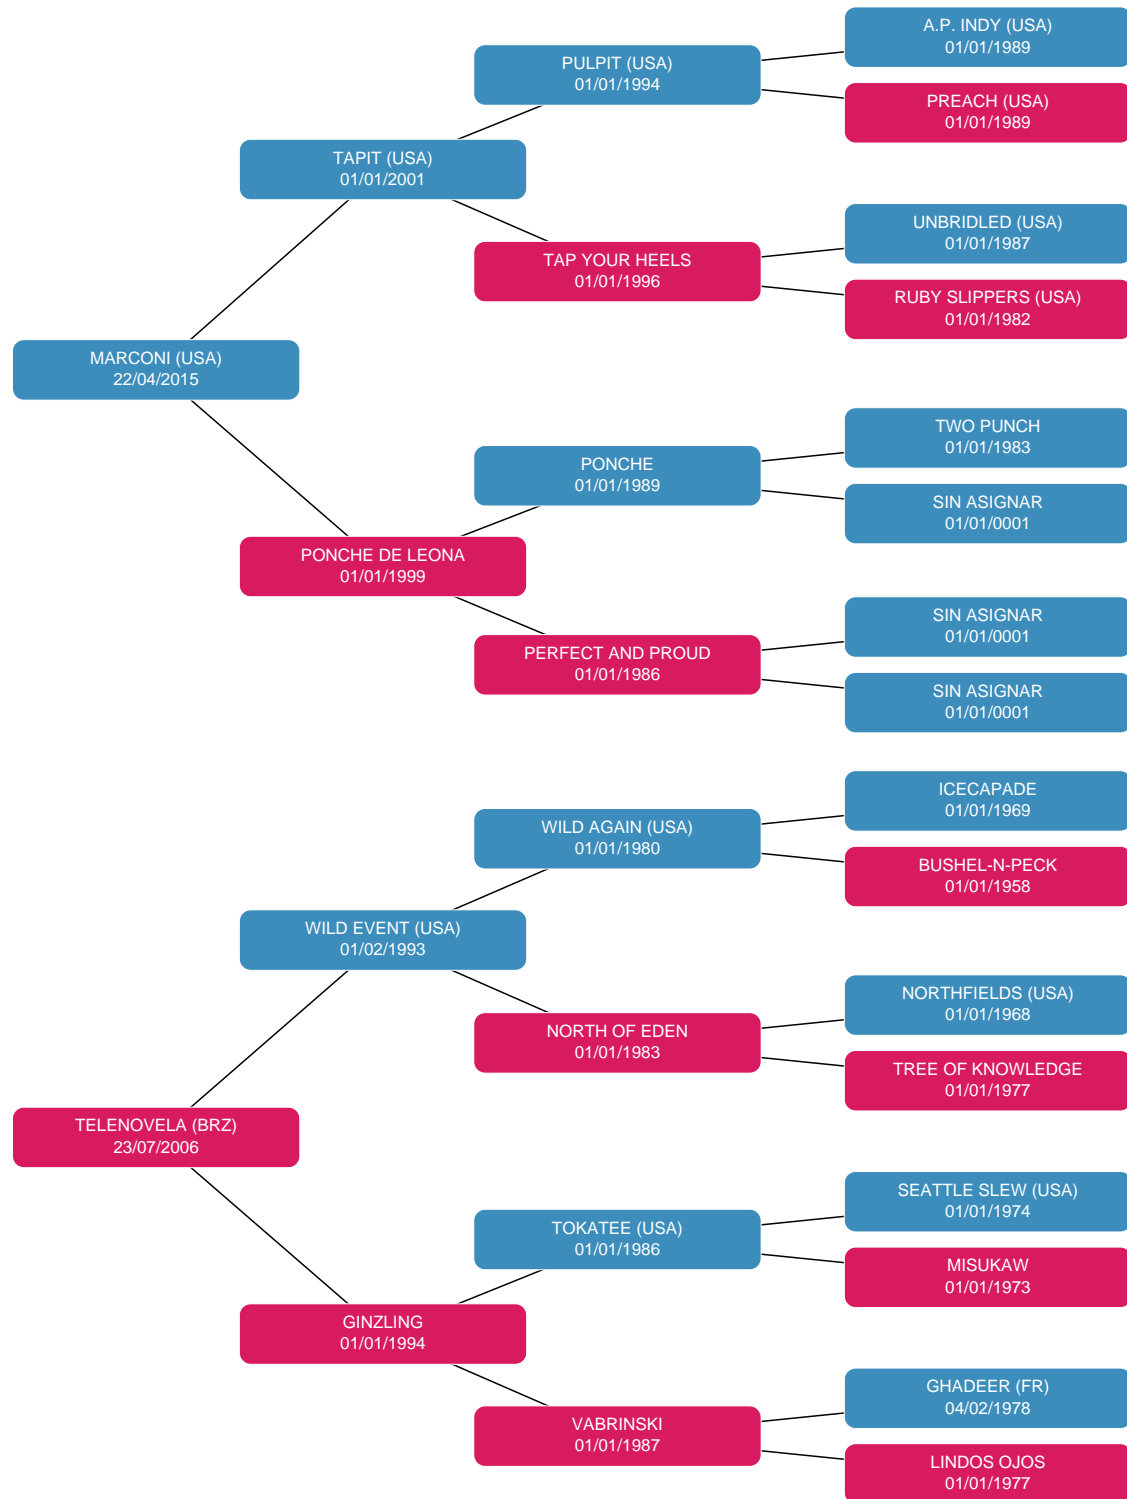 A.P. INDY (USA)
01/01/1989
PULPIT (USA)
01/01/1994
PREACH (USA)
01/01/1989
TAPIT (USA)
01/01/2001
UNBRIDLED (USA)
01/01/1987
TAP YOUR HEELS
01/01/1996
RUBY SLIPPERS (USA)
01/01/1982
MARCONI (USA)
22/04/2015
TWO PUNCH
01/01/1983
PONCHE
01/01/1989
SIN ASIGNAR
01/01/0001
PONCHE DE LEONA
01/01/1999
SIN ASIGNAR
01/01/0001
PERFECT AND PROUD
01/01/1986
SIN ASIGNAR
01/01/0001
ICECAPADE
01/01/1969
WILD AGAIN (USA)
01/01/1980
BUSHEL-N-PECK
01/01/1958
WILD EVENT (USA)
01/02/1993
NORTHFIELDS (USA)
01/01/1968
NORTH OF EDEN
01/01/1983
TREE OF KNOWLEDGE
01/01/1977
TELENOVELA (BRZ)
23/07/2006
SEATTLE SLEW (USA)
01/01/1974
TOKATEE (USA)
01/01/1986
MISUKAW
01/01/1973
GINZLING
01/01/1994
GHADEER (FR)
04/02/1978
VABRINSKI
01/01/1987
LINDOS OJOS
01/01/1977